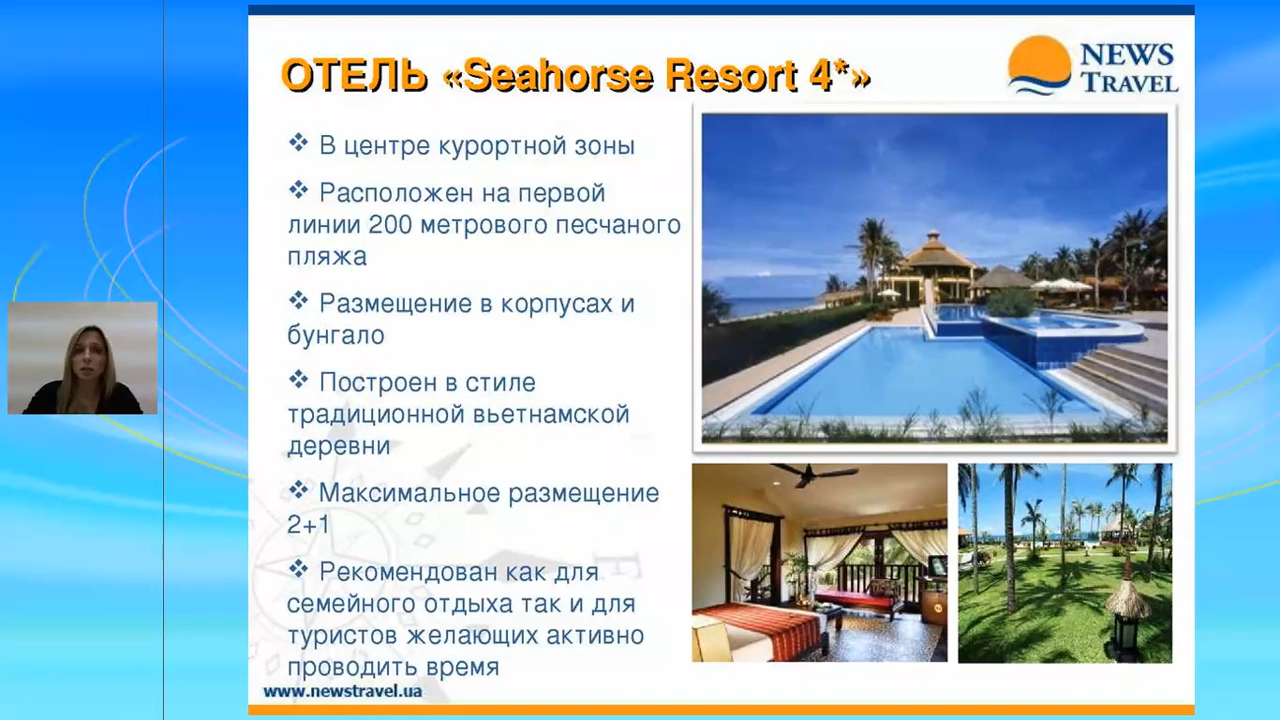 ОТЕЛЬ «Seahorse Resort 4*»
NEWS
TRAVEL
❖ В центре курортной зоны
❖ Расположен на первой
линии 200 метрового песчаного
пляжа
❖ Размещение в корпусах и
бунгало
❖ Построен в стиле
традиционной вьетнамской
деревни
❖ Максимальное размещение
2+1
❖ Рекомендован как для
семейного отдыха так и для
туристов желающих активно
проводить время
www.newstravel.ua